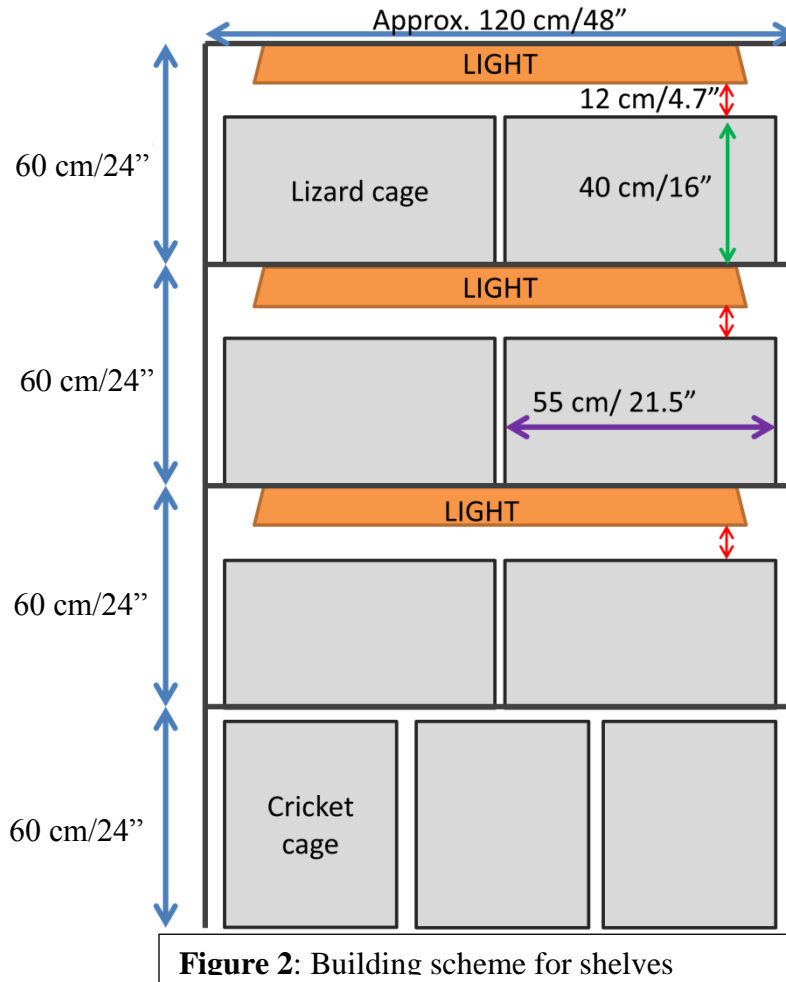 Approx. 120 cm/48”
LIGHT
12 cm/4.7”
60 cm/24”
Lizard cage
40 cm/16”
LIGHT
60 cm/24”
55 cm/ 21.5”
LIGHT
60 cm/24”
60 cm/24”
Cricket
cage
Figure 2: Building scheme for shelves